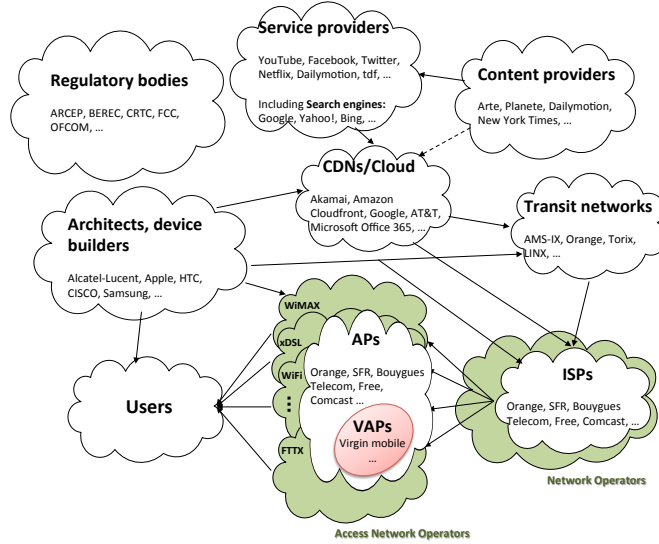 Service providers
YouTube, Facebook, Twitter,
Netflix, Dailymotion, tdf, ...
Including Search engines:
Google, Yahoo!, Bing, ...
Regulatory bodies
ARCEP, BEREC, CRTC, FCC,
OFCOM, ...
Content providers
Arte, Planete, Dailymotion,
New York Times, ...
CDNs/Cloud
Akamai, Amazon
Cloudfront, Google, AT&T,
Microsoft Office 365, ...
Architects, device
builders
Alcatel-Lucent, Apple, HTC,
CISCO, Samsung, ...
Transit networks
AMS-IX, Orange, Torix,
LINX, ...
WiMAX
xDSL
WiFi
⋮
FTTX
APs
Orange, SFR, Bouygues
Telecom, Free,
Comcast ...
VAPs
Virgin mobile
...
Users
ISPs
Orange, SFR, Bouygues
Telecom, Free, Comcast, ...
Network Operators
Access Network Operators